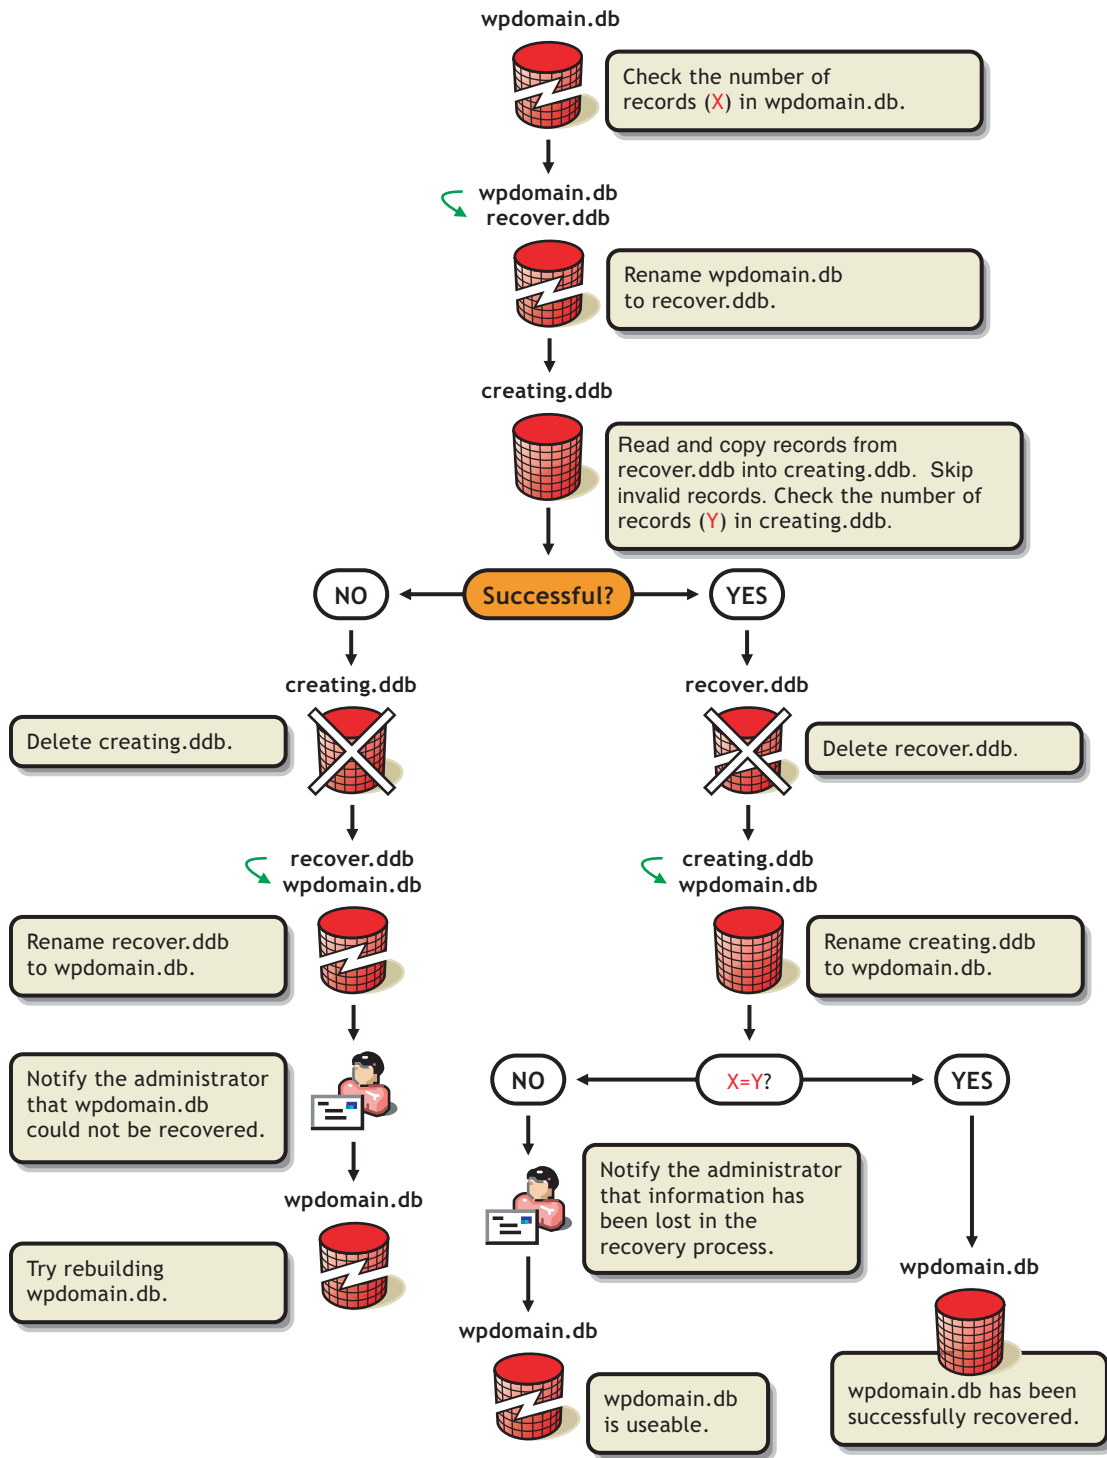 wpdomain.db
Check the number of
records (X) in wpdomain.db.
wpdomain.db
recover.ddb
Rename wpdomain.db
to recover.ddb.
creating.ddb
Read and copy records from
recover.ddb into creating.ddb. Skip
invalid records. Check the number of
records (Y) in creating.ddb.
NO
Successful?
YES
creating.ddb
recover.ddb
Delete creating.ddb.
Delete recover.ddb.
recover.ddb
wpdomain.db
creating.ddb
wpdomain.db
Rename recover.ddb
to wpdomain.db.
Rename creating.ddb
to wpdomain.db.
Notify the administrator
that wpdomain.db
could not be recovered.
NO
X=Y?
YES
Notify the administrator
that information has
been lost in the
recovery process.
wpdomain.db
Try rebuilding
wpdomain.db.
wpdomain.db
wpdomain.db
wpdomain.db
is useable.
wpdomain.db has been
successfully recovered.